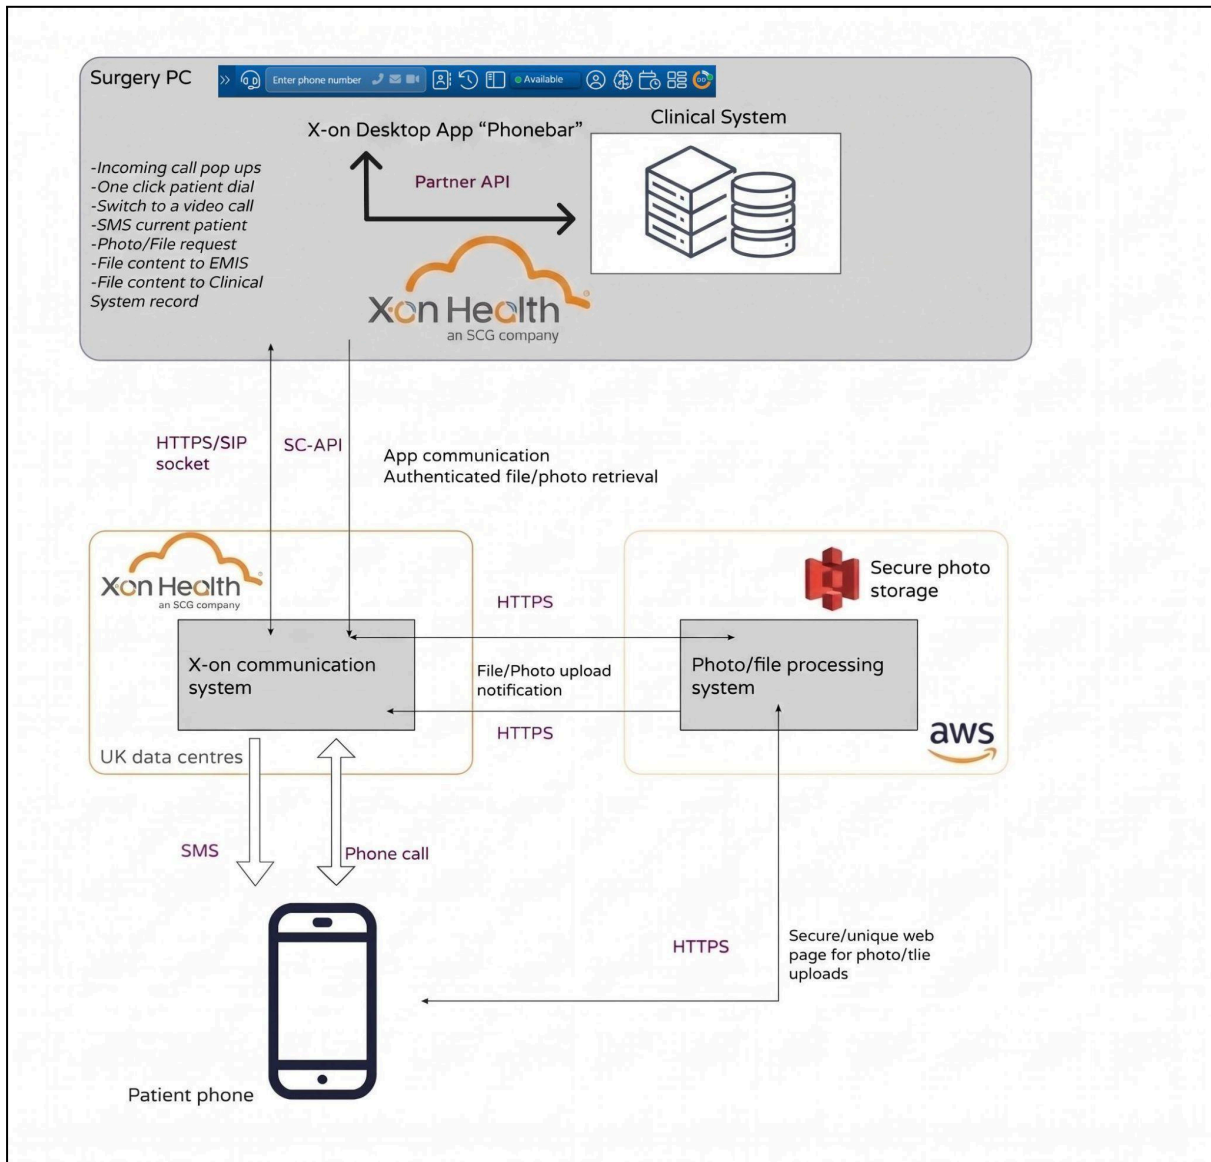 Surgery PC
Enter phone number
Available
X-on Desktop App “Phonebar”
Clinical System
-Incoming call pop ups
-One click patient dial
-Switch to a video call
-SMS current patient
-Photo/File request
-File content to EMIS
-File content to Clinical
System record
Partner API
X-on Health
an SCG company
HTTPS/SIP
socket
SC-API
App communication
Authenticated file/photo retrieval
X-on Health
an SCG company
Secure photo
storage
HTTPS
X-on communication
system
File/Photo upload
notification
Photo/file processing
system
HTTPS
aws
UK data centres
SMS
Phone call
HTTPS
Secure/unique web
page for photo/tlie
uploads
Patient phone